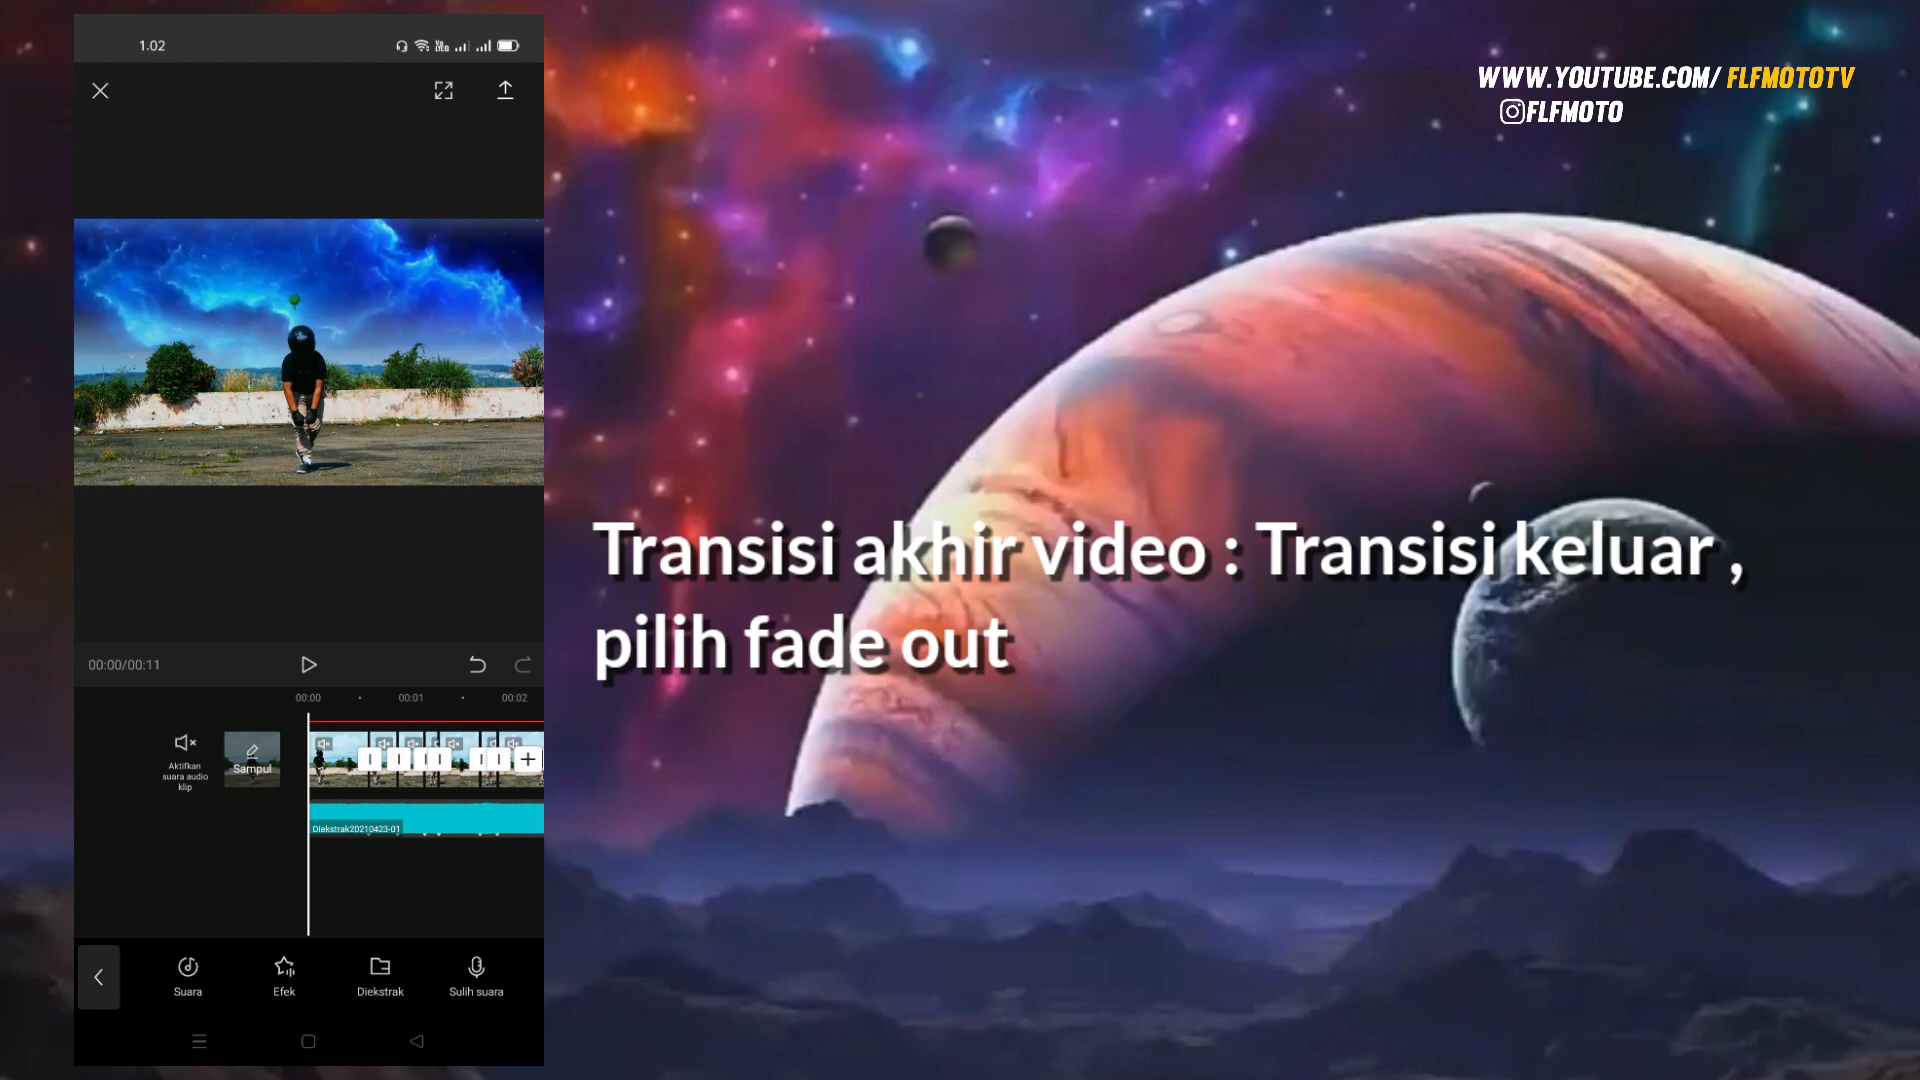 1.02
WWW.YOUTUBE.COM/ FLFMOTOTV
FLFMOTO
Transisi akhir video : Transisi keluar ,
pilih fade out
00:00/00:11
00:00 00:01 00:02
Aktifkan
suara audio
klip
Sampul
Diekstrak20210423-01
Suara Efek Diekstrak Sulih suara